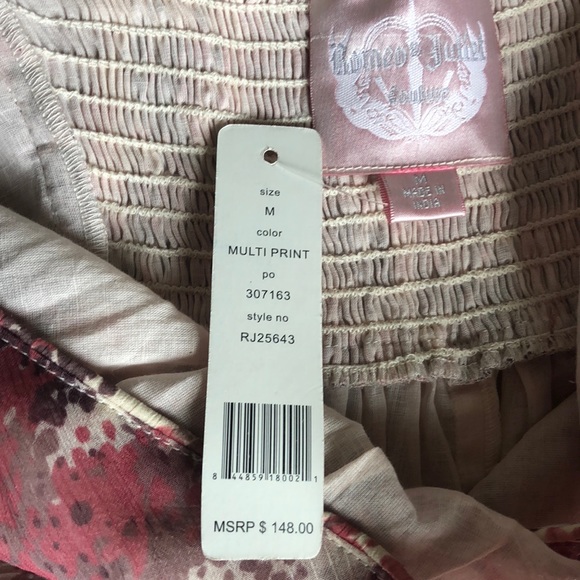 Romeo & Juliet
Couture
M
MADE IN
INDIA
size
M
color
MULTI PRINT
po
307163
style no
RJ25643
8 44859 18002 1
MSRP $ 148.00